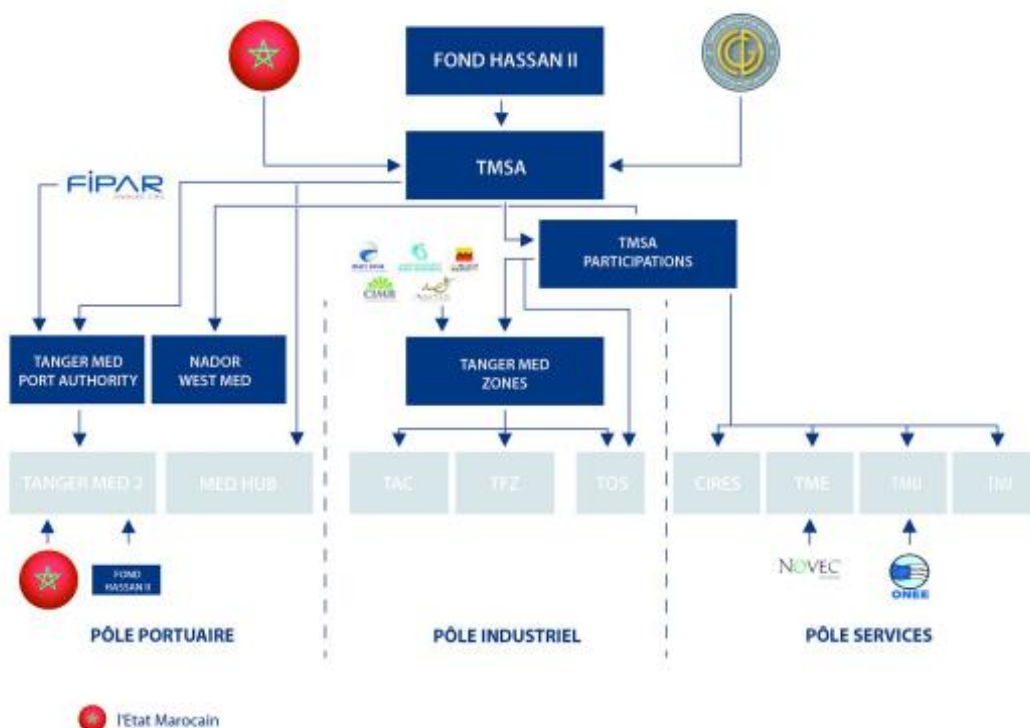 FOND HASSAN II
TMSA
FiPAR
TMSA
PARTICIPATIONS
CIMR
TANGER MED
PORT AUTHORITY
NADOR
WEST MED
TANGER MED
ZONES
TANGER MED 2
MED HUB
TAC
TFZ
TOS
CIRES
TME
TMU
FOND
HASSAN II
NOVEC
ONEE
PÔLE PORTUAIRE
PÔLE INDUSTRIEL
PÔLE SERVICES
l'Etat Marocain